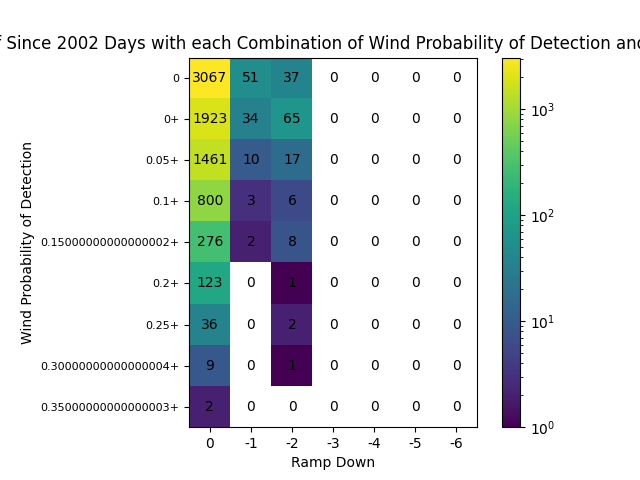 Since 2002 Days with each Combination of Wind Probability of Detection and
0 3067 51 37 0 0 0 0
0+ 1923 34 65 0 0 0 0
0.05+ 1461 10 17 0 0 0 0
0.1+ 800 3 6 0 0 0 0
0.15000000000000002+ 276 2 8 0 0 0 0
0.2+ 123 0 1 0 0 0 0
0.25+ 36 0 2 0 0 0 0
0.30000000000000004+ 9 0 1 0 0 0 0
0.35000000000000003+ 2 0 0 0 0 0 0
0 -1 -2 -3 -4 -5 -6
Ramp Down
Wind Probability of Detection
10³
10²
10¹
10⁰